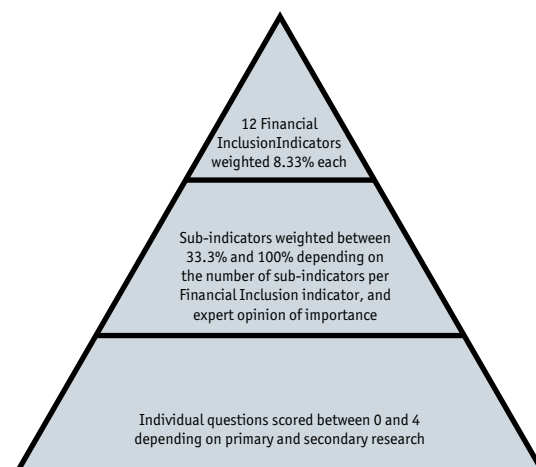 12 Financial
InclusionIndicators
weighted 8.33% each
Sub-indicators weighted between
33.3% and 100% depending on
the number of sub-indicators per
Financial Inclusion indicator, and
expert opinion of importance
Individual questions scored between 0 and 4
depending on primary and secondary research